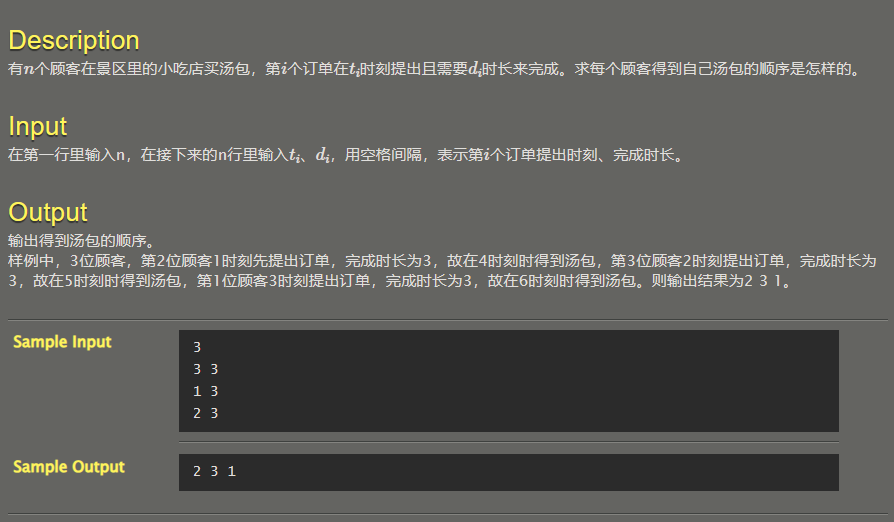 Description
有n个顾客在景区里的小吃店买汤包，第i个订单在ti时刻提出且需要di时长来完成。求每个顾客得到自己汤包的顺序是怎样的。
Input
在第一行里输入n，在接下来的n行里输入ti、di，用空格间隔，表示第i个订单提出时刻、完成时长。
Output
输出得到汤包的顺序。
样例中，3位顾客，第2位顾客1时刻先提出订单，完成时长为3，故在4时刻时得到汤包，第3位顾客2时刻提出订单，完成时长为
3，故在5时刻时得到汤包，第1位顾客3时刻提出订单，完成时长为3，故在6时刻时得到汤包。则输出结果为2 3 1。
Sample Input
3
3 3
1 3
2 3
Sample Output
2 3 1